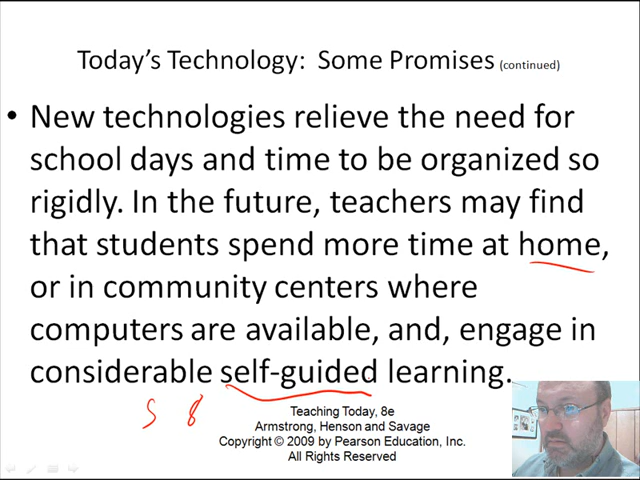 Today's Technology: Some Promises (continued)
• New technologies relieve the need for
school days and time to be organized so
rigidly. In the future, teachers may find
that students spend more time at home,
or in community centers where
computers are available, and, engage in
considerable self-guided learning.
S 8
Teaching Today, 8e
Armstrong, Henson and Savage
Copyright © 2009 by Pearson Education, Inc.
All Rights Reserved